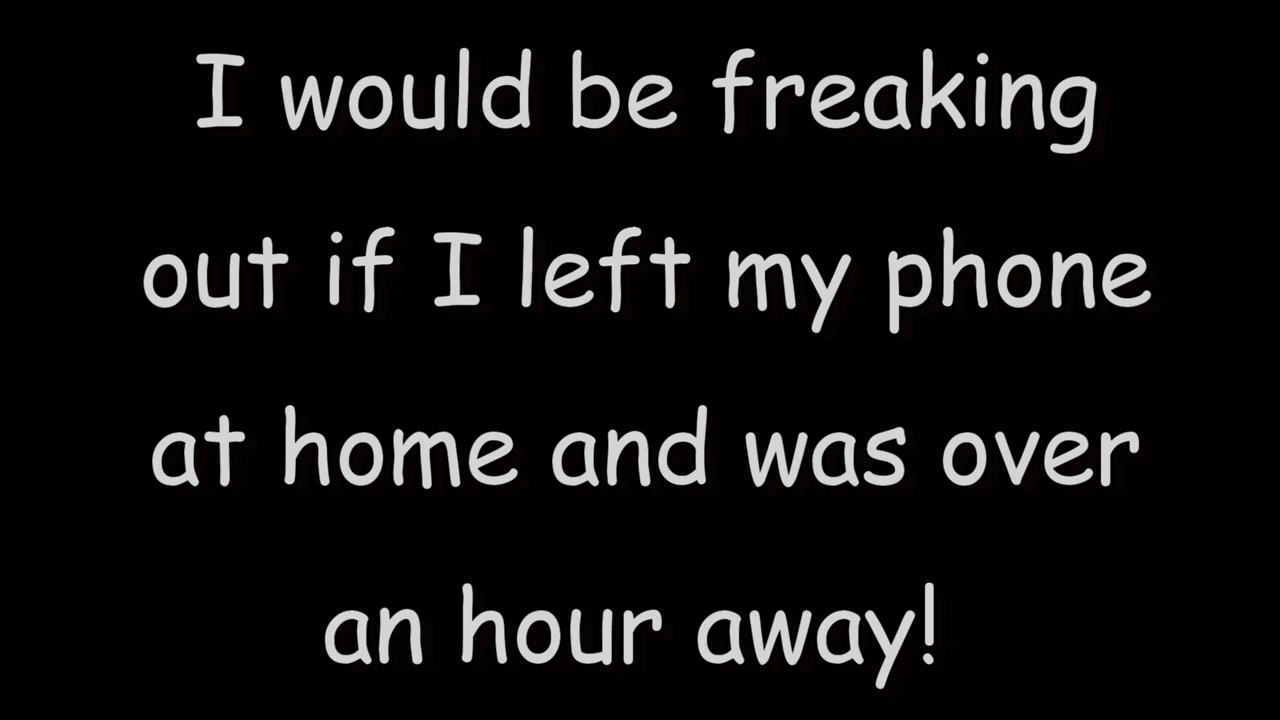 I would be freaking
out if I left my phone
at home and was over
an hour away!